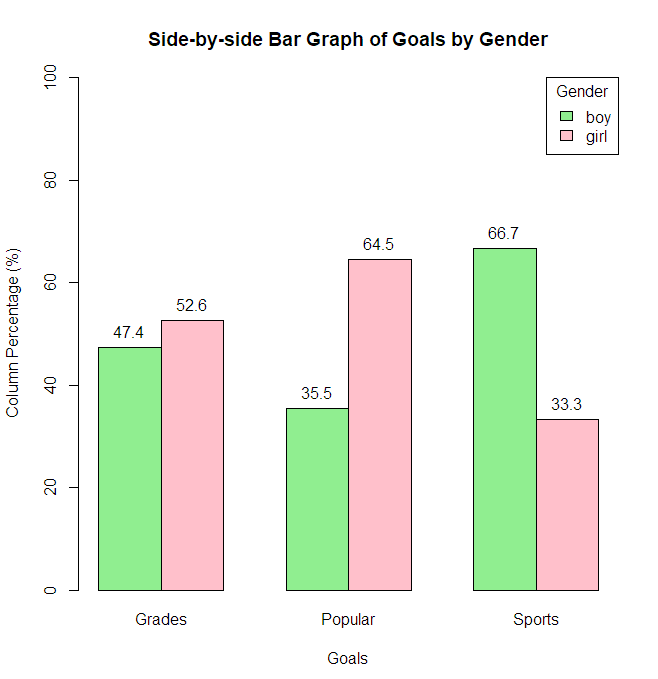 Side-by-side Bar Graph of Goals by Gender
Gender
boy
girl
Column Percentage (%)
100
80
60
40
20
0
47.4
52.6
35.5
64.5
66.7
33.3
Grades
Popular
Sports
Goals